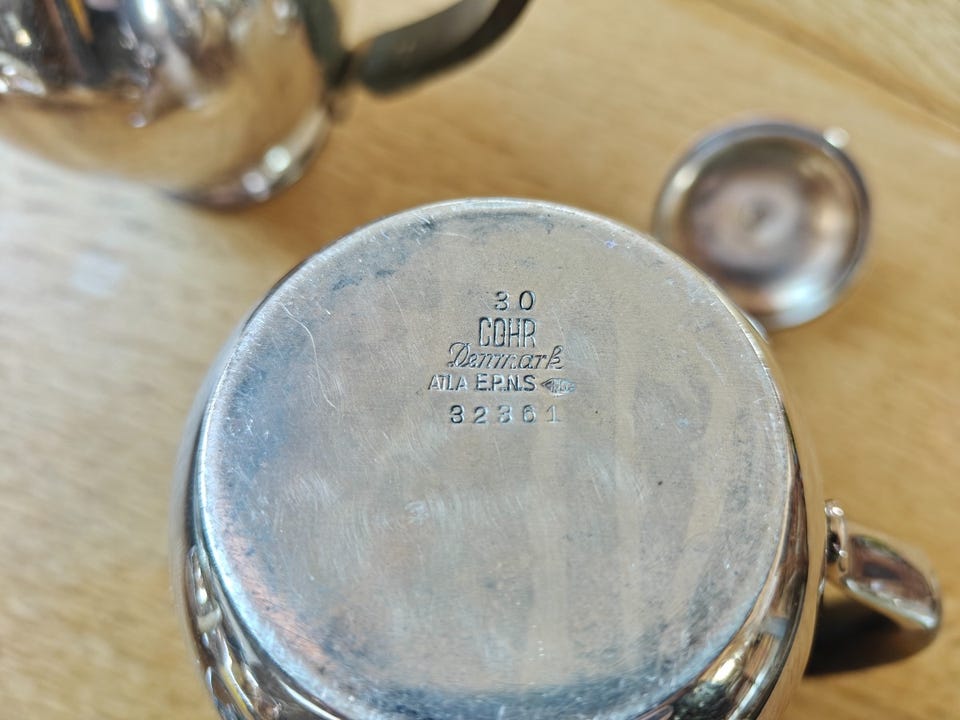 30
COHR
Denmark
ATLA E.P.N.S
32361